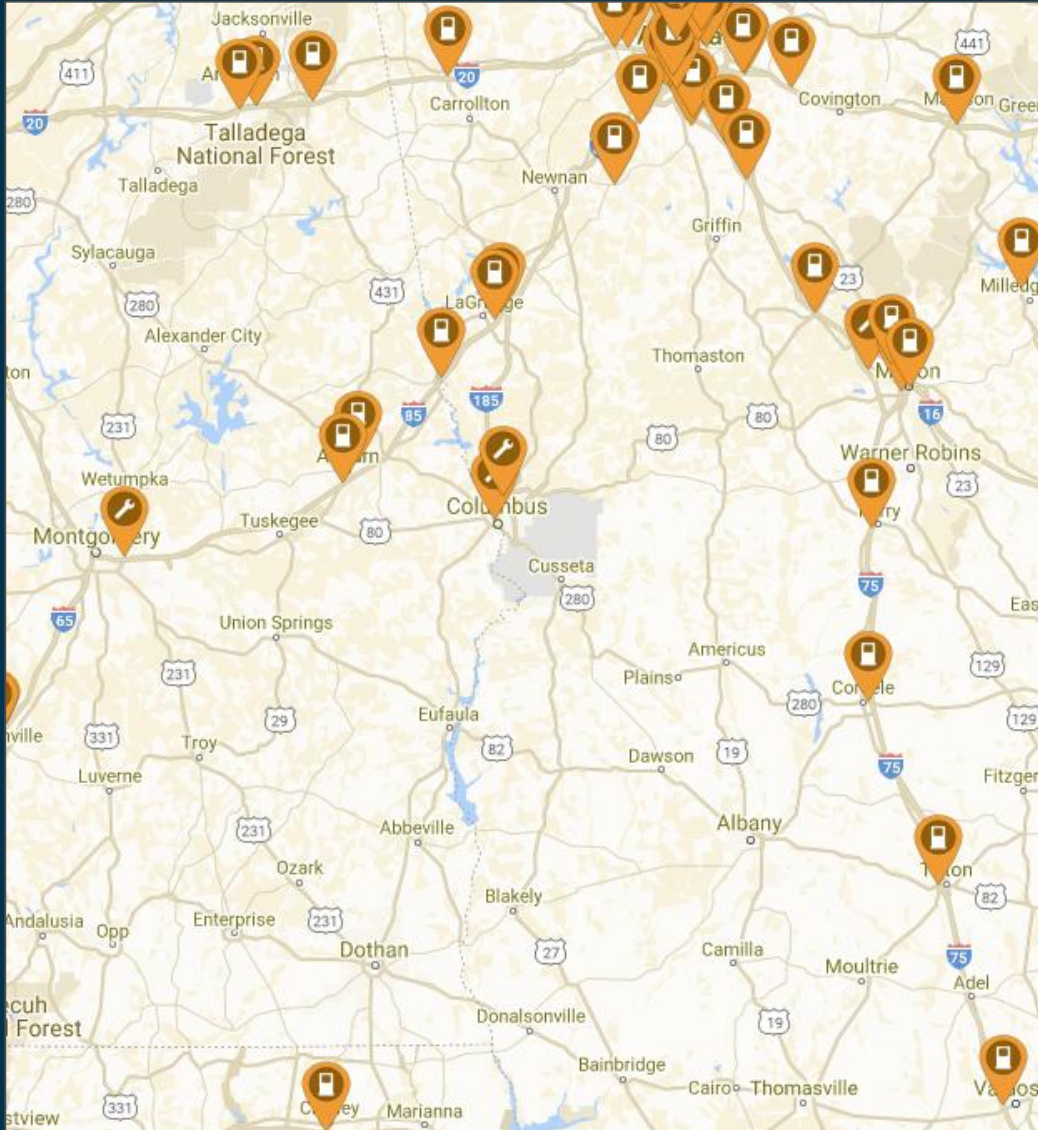 Jacksonville
411
441
20
Carrollton
Covington
20
Talladega
National Forest
Talladega
Newnan
280
Griffin
Sylacauga
23
431
280
LaGrange
Alexander City
Thomaston
185
85
16
231
80
80
Warner Robins
Wetumpka
23
Columbus
Tuskegee
80
Montgomery
Cusseta
75
280
65
Union Springs
Americus
129
231
Plains
280
Eufaula
29
129
331
82
Troy
19
Dawson
75
Luverne
231
Abbeville
Albany
Ozark
82
Blakely
Andalusia
Enterprise
231
Opp
Dothan
27
Camilla
75
Moultrie
Adel
Forest
Donalsonville
19
Bainbridge
Cairo
Thomasville
331
Marianna